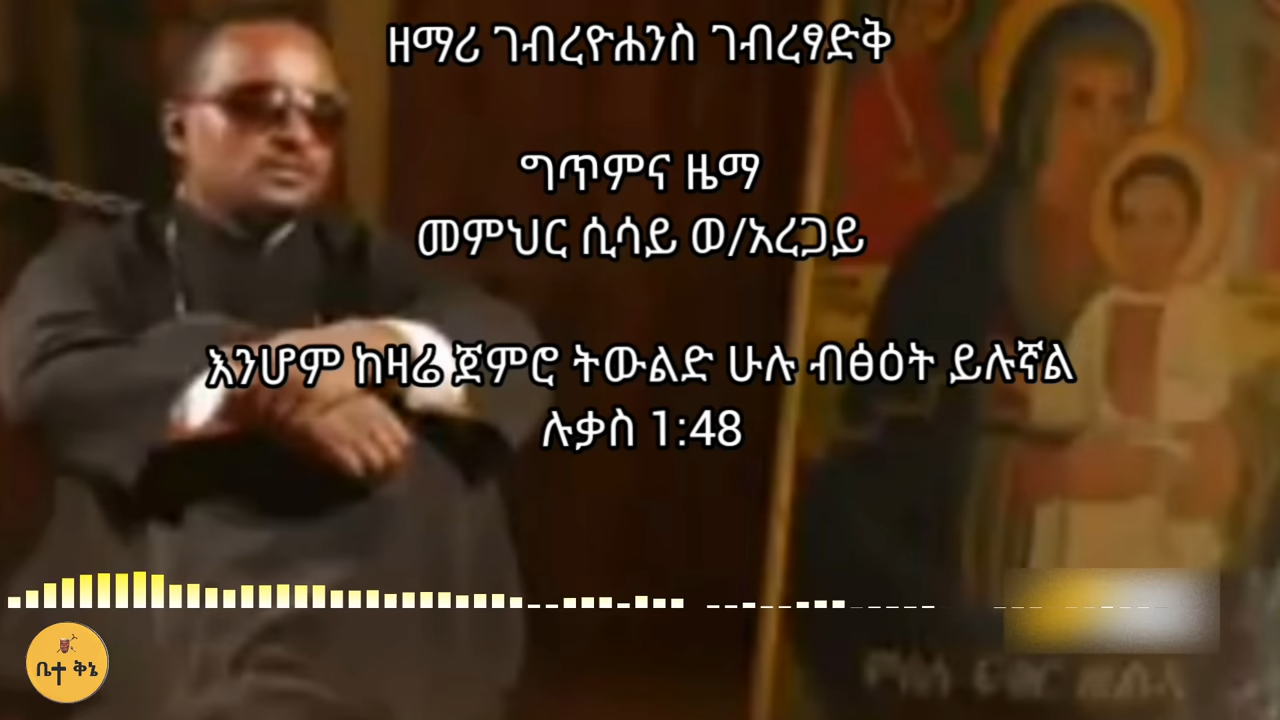 ዘማሪ ገብረዮሐንስ ገብረፃድቅ
ግጥምና ዜማ
መምህር ሲሳይ ወ/አረጋይ
እንሆም ከዛሬ ጀምሮ ትውልድ ሁሉ ብፅዕት ይሉኛል
ሉቃስ 1:48
ቤተ ቅኔ